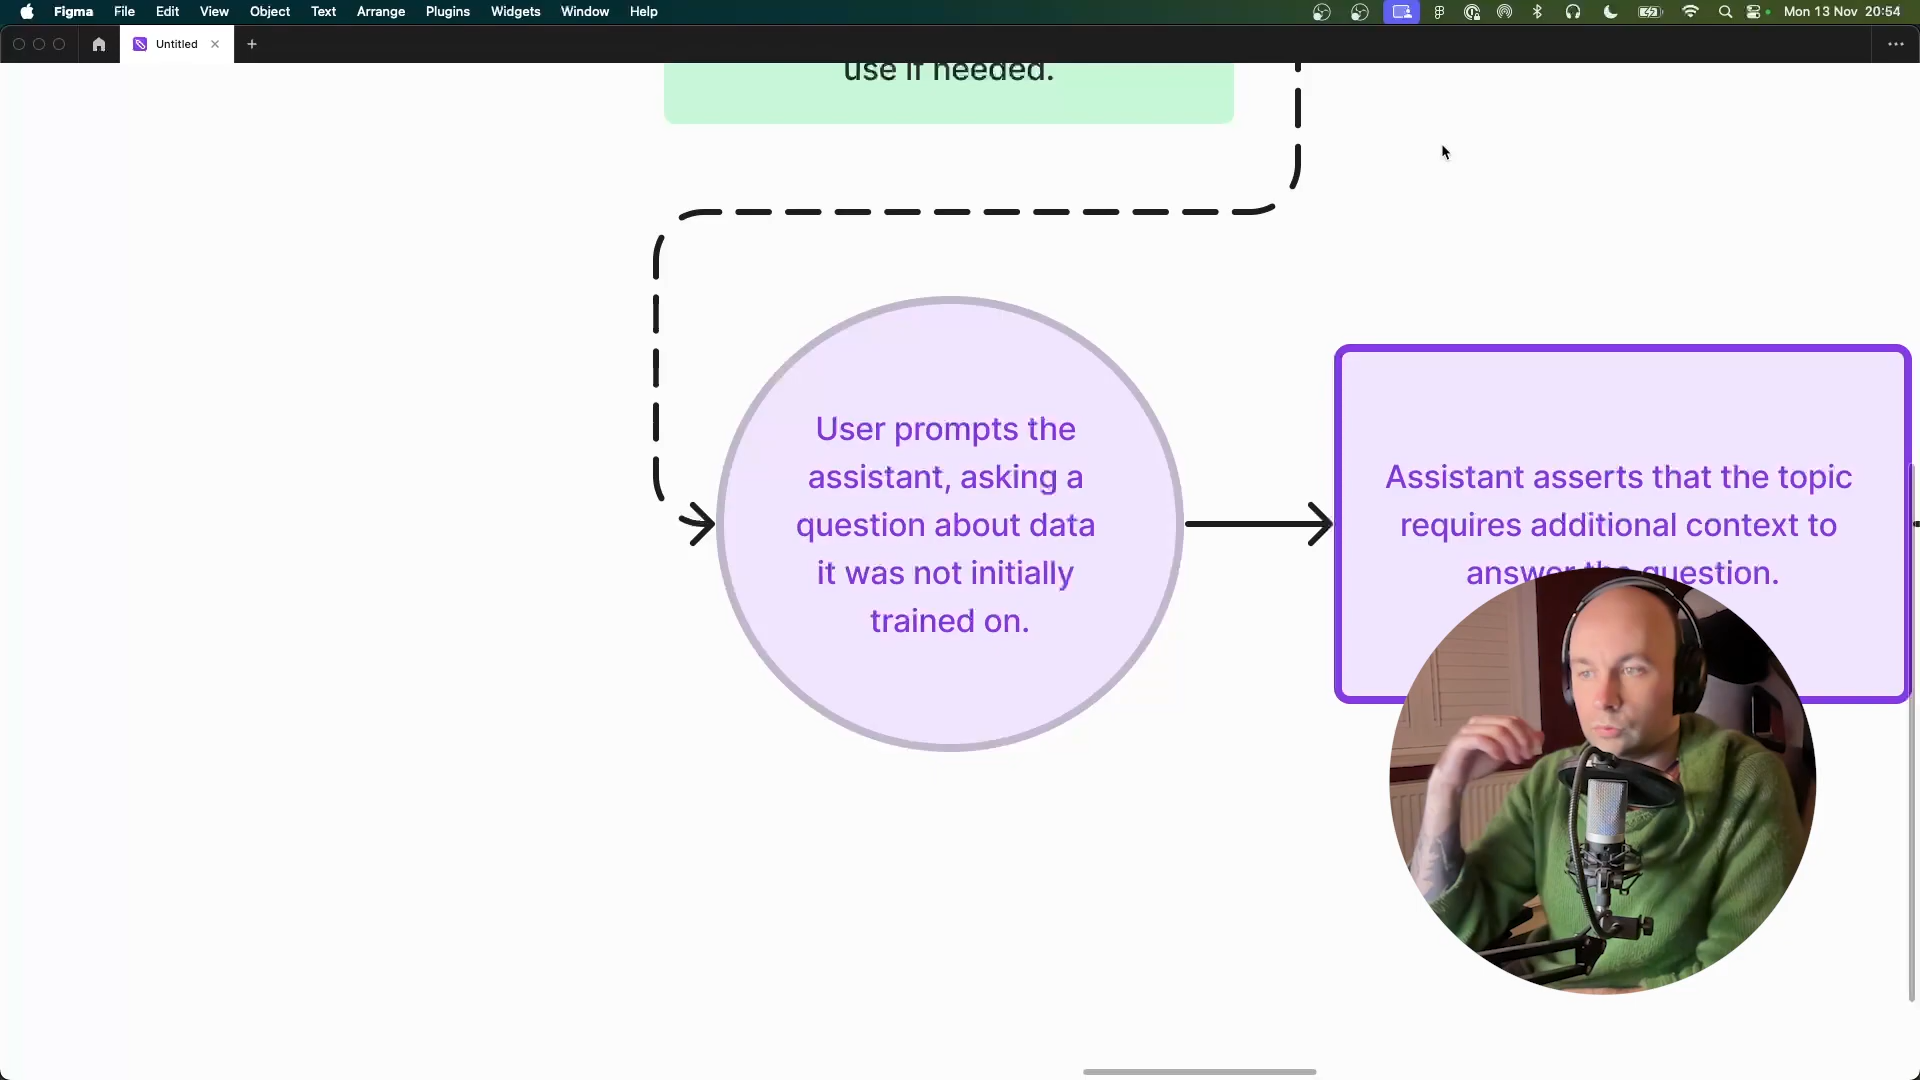 Figma File Edit View Object Text Arrange Plugins Widgets Window Help Mon 13 Nov 20:54
Untitled
use if needed.
User prompts the
assistant, asking a
question about data
it was not initially
trained on.
Assistant asserts that the topic
requires additional context to
answer the question.